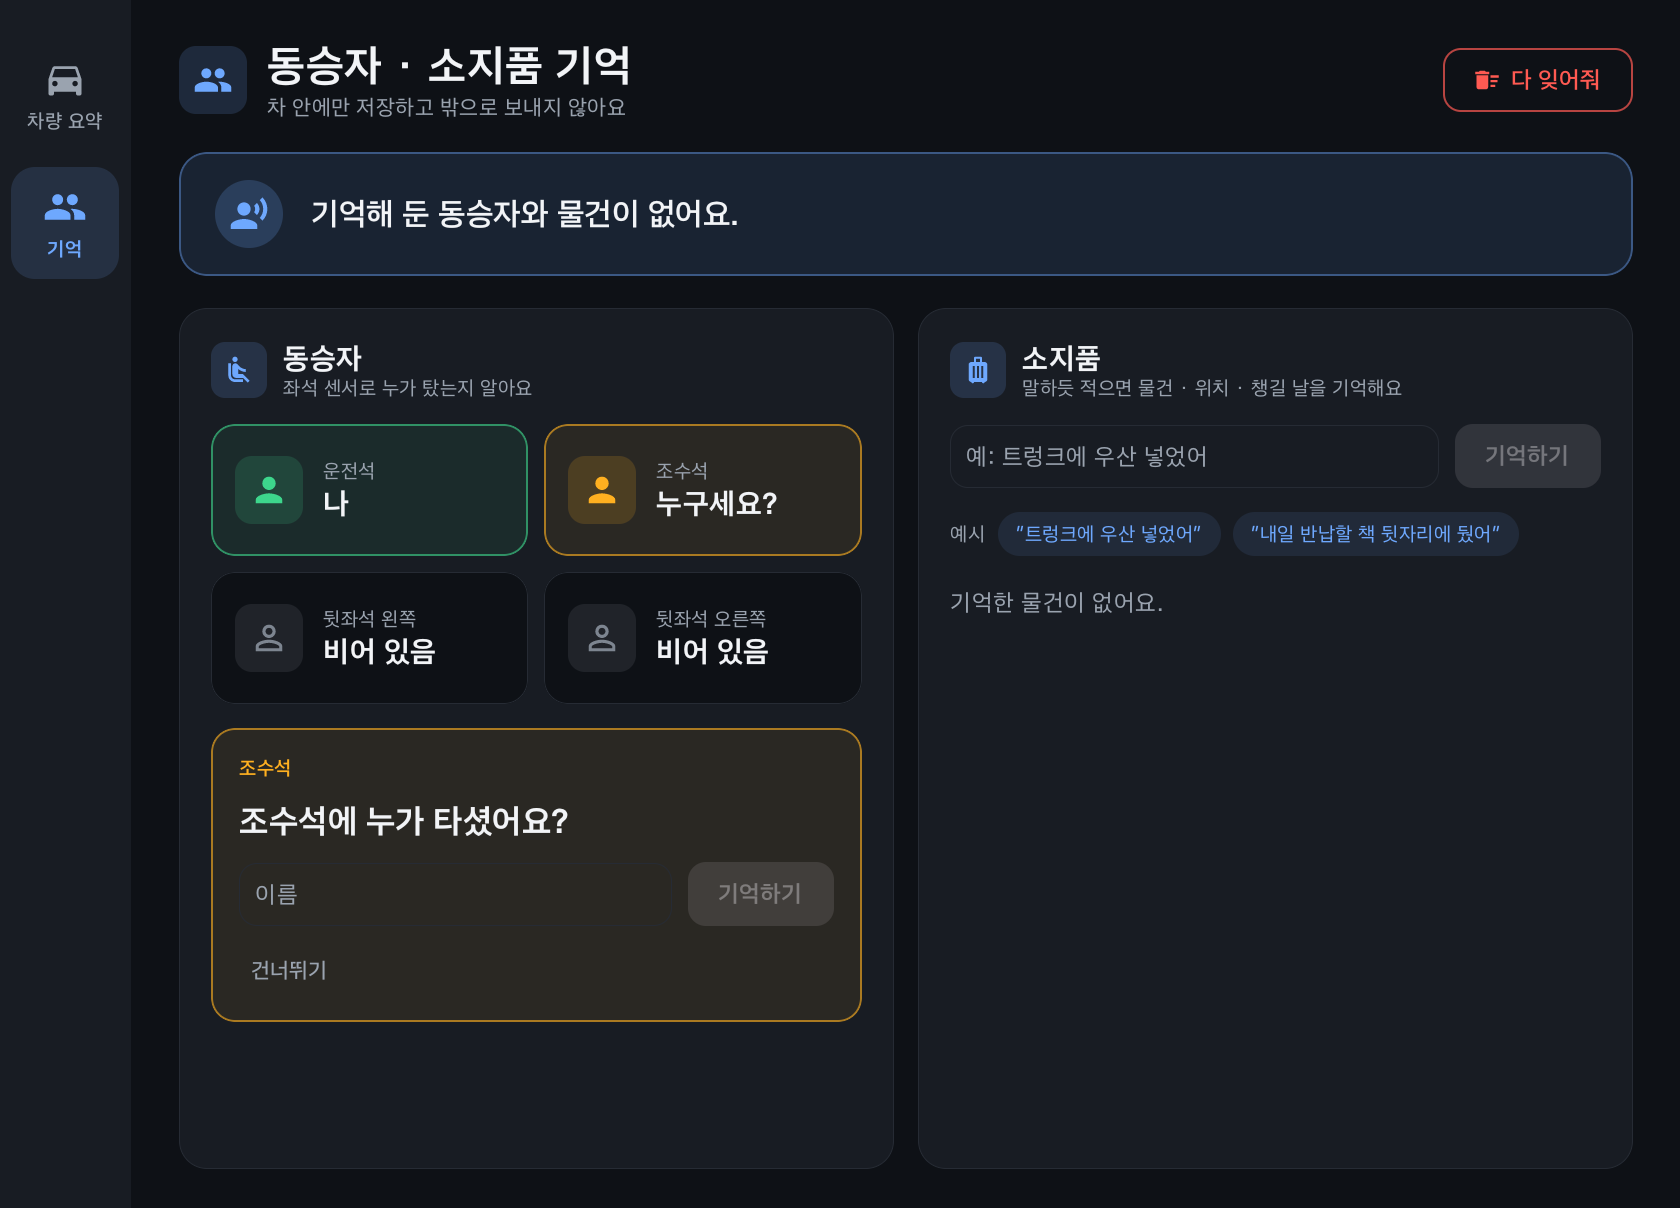 차량 요약
기억
동승자 · 소지품 기억
차 안에만 저장하고 밖으로 보내지 않아요
다 잊어줘
기억해 둔 동승자와 물건이 없어요.
동승자
좌석 센서로 누가 탔는지 알아요
운전석
나
조수석
누구세요?
뒷좌석 왼쪽
비어 있음
뒷좌석 오른쪽
비어 있음
조수석
조수석에 누가 타셨어요?
이름
기억하기
건너뛰기
소지품
말하듯 적으면 물건 · 위치 · 챙길 날을 기억해요
예: 트렁크에 우산 넣었어
기억하기
예시
"트렁크에 우산 넣었어"
"내일 반납할 책 뒷자리에 뒀어"
기억한 물건이 없어요.